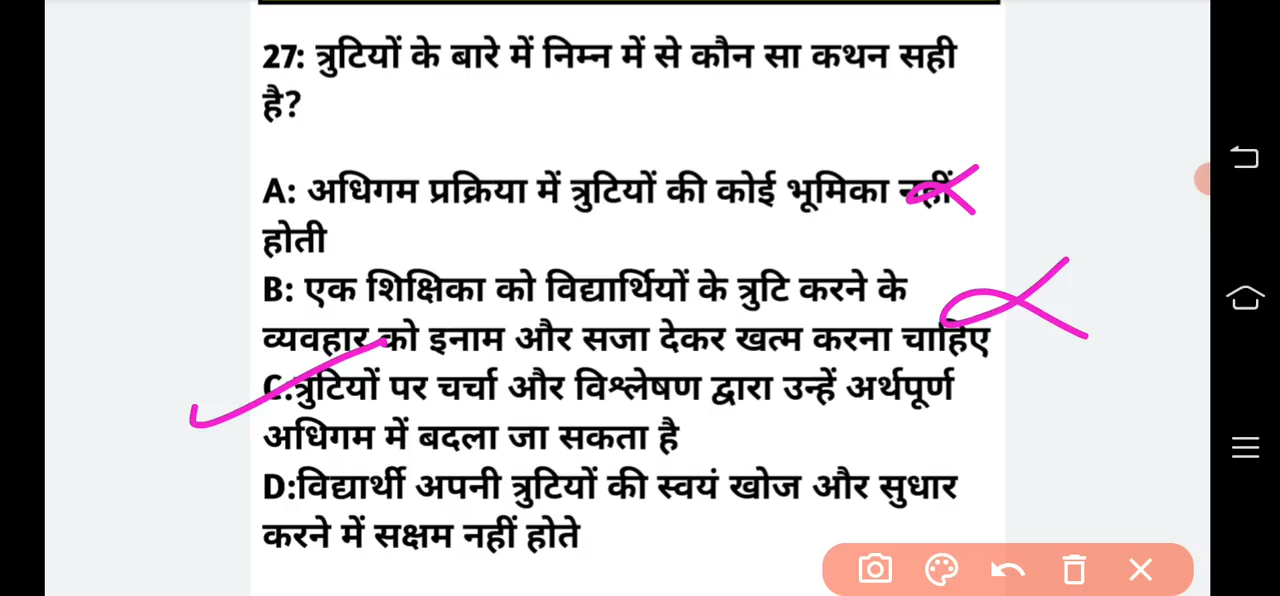 27: त्रुटियों के बारे में निम्न में से कौन सा कथन सही
है?
A: अधिगम प्रक्रिया में त्रुटियों की कोई भूमिका नहीं
होती
B: एक शिक्षिका को विद्यार्थियों के त्रुटि करने के
व्यवहार को इनाम और सजा देकर खत्म करना चाहिए
C.त्रुटियों पर चर्चा और विश्लेषण द्वारा उन्हें अर्थपूर्ण
अधिगम में बदला जा सकता है
D:विद्यार्थी अपनी त्रुटियों की स्वयं खोज और सुधार
करने में सक्षम नहीं होते